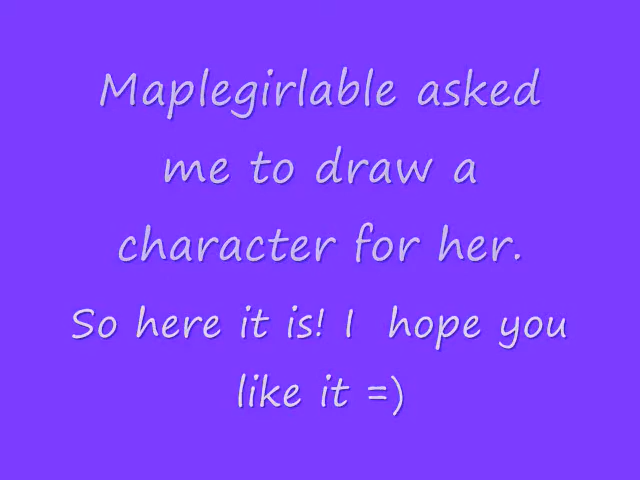 Maplegirlable asked
me to draw a
character for her.
So here it is! I  hope you
like it =)